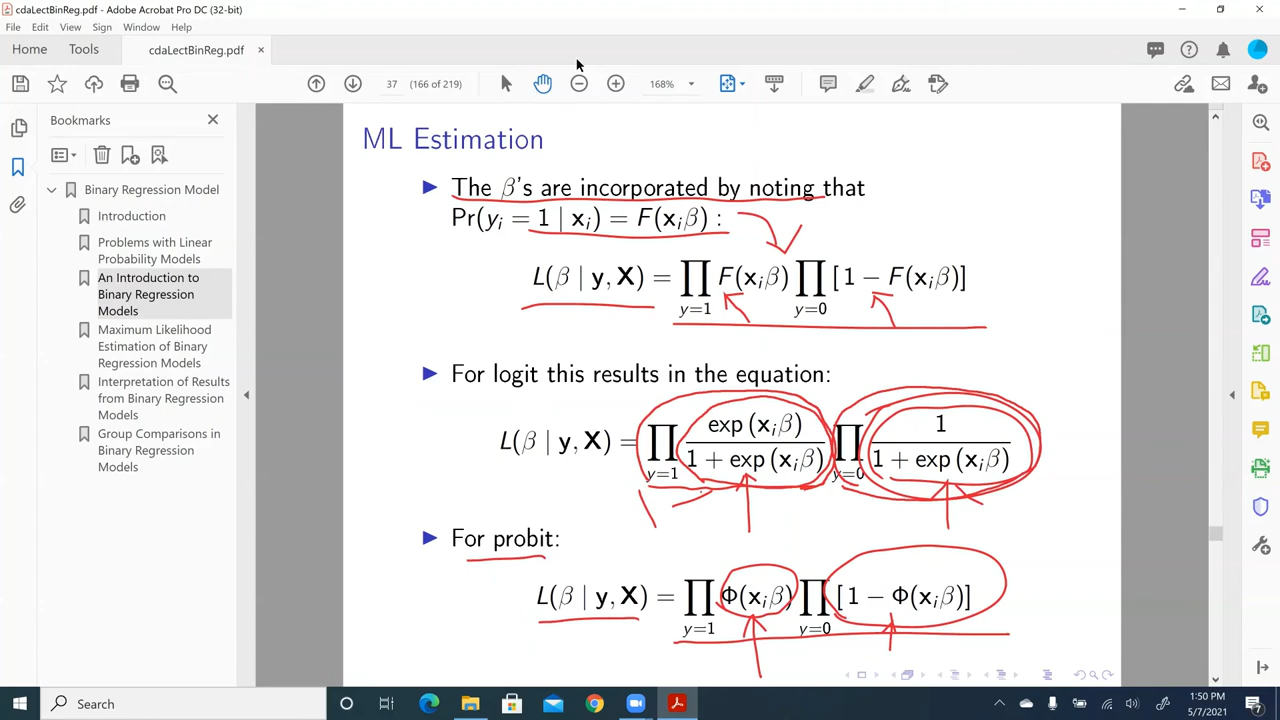 cdaLectBinReg.pdf - Adobe Acrobat Pro DC (32-bit)
File Edit View Sign Window Help
Home Tools cdaLectBinReg.pdf ×
37 (166 of 219) 168%
Bookmarks
Binary Regression Model
Introduction
Problems with Linear
Probability Models
An Introduction to
Binary Regression
Models
Maximum Likelihood
Estimation of Binary
Regression Models
Interpretation of Results
from Binary Regression
Models
Group Comparisons in
Binary Regression
Models
ML Estimation
▶ The β's are incorporated by noting that
Pr(yᵢ = 1 | xᵢ) = F(xᵢβ) :
L(β | y, X) = ∏_{y=1} F(xᵢβ) ∏_{y=0} [1 − F(xᵢβ)]
▶ For logit this results in the equation:
L(β | y, X) = ∏_{y=1} exp (xᵢβ) / 1 + exp (xᵢβ) ∏_{y=0} 1 / 1 + exp (xᵢβ)
▶ For probit:
L(β | y, X) = ∏_{y=1} Φ(xᵢβ) ∏_{y=0} [1 − Φ(xᵢβ)]
Search
1:50 PM
5/7/2021
7